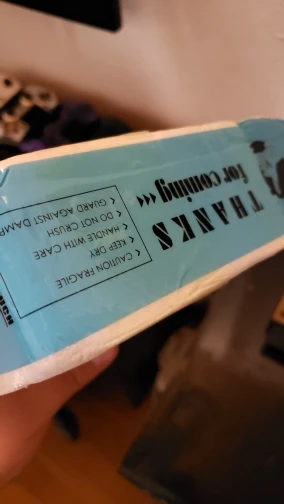 THANKS
for coming
CAUTION FRAGILE
KEEP DRY
HANDLE WITH CARE
DO NOT CRUSH
GUARD AGAINST DAMP